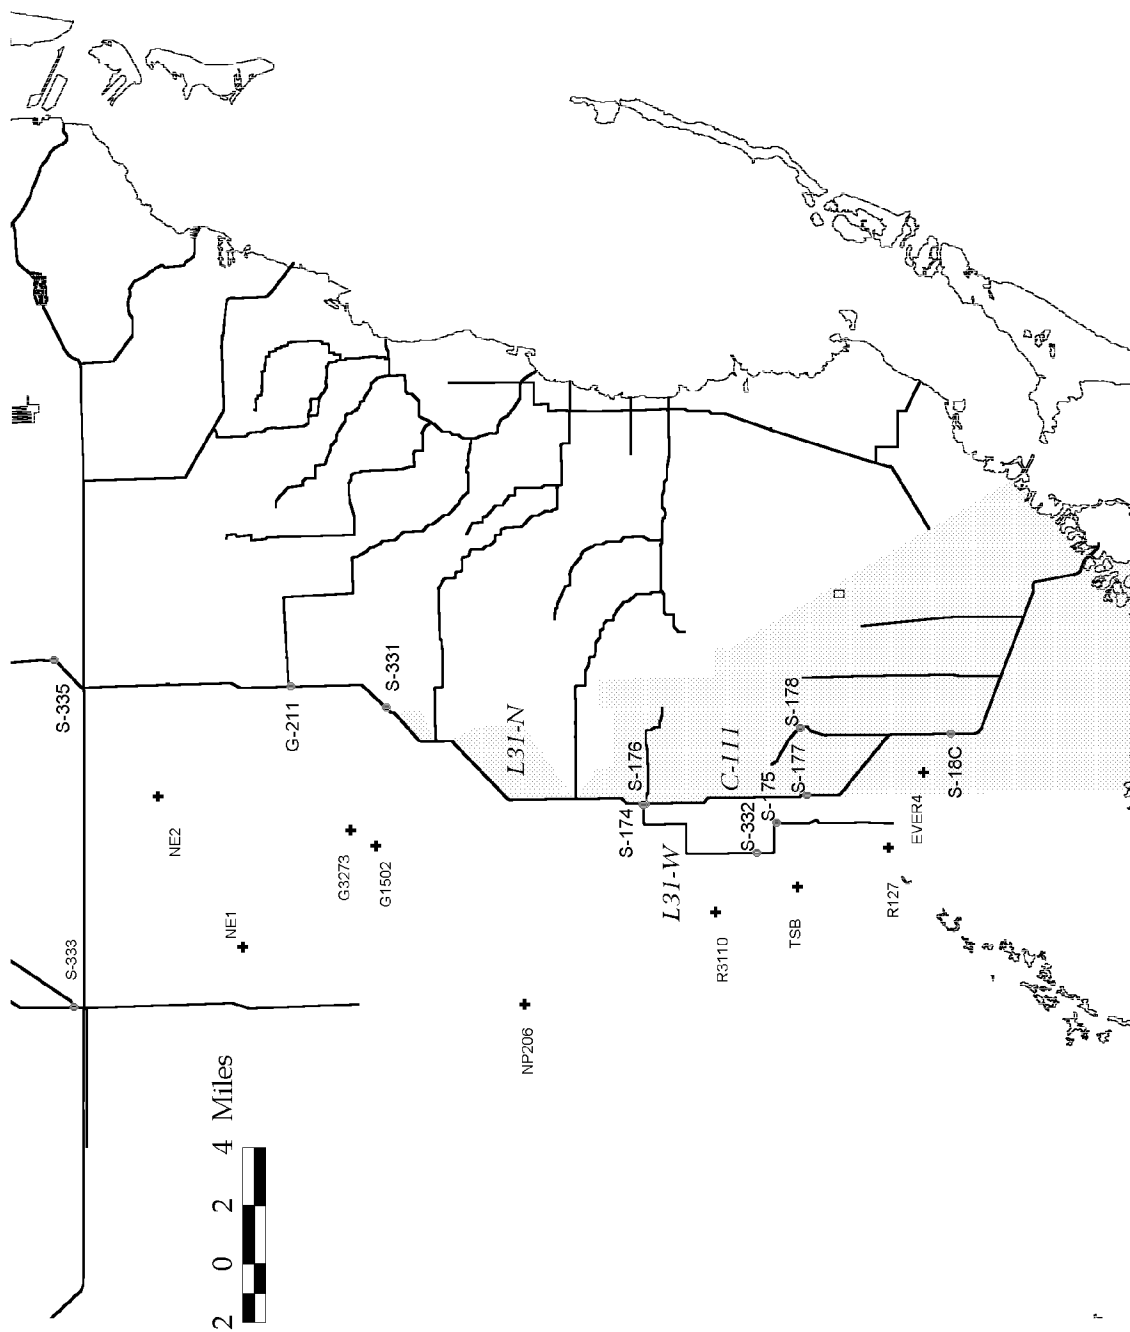 S-335
S-331
G-211
S-333
NE2
NE1
G3273
G1502
L31-N
NP206
S-176
S-174
C-111
L31-W
S-178
S-177
S-175
S-332
S-18C
EVER4
R127
TSB
R3110
2 0 2 4 Miles